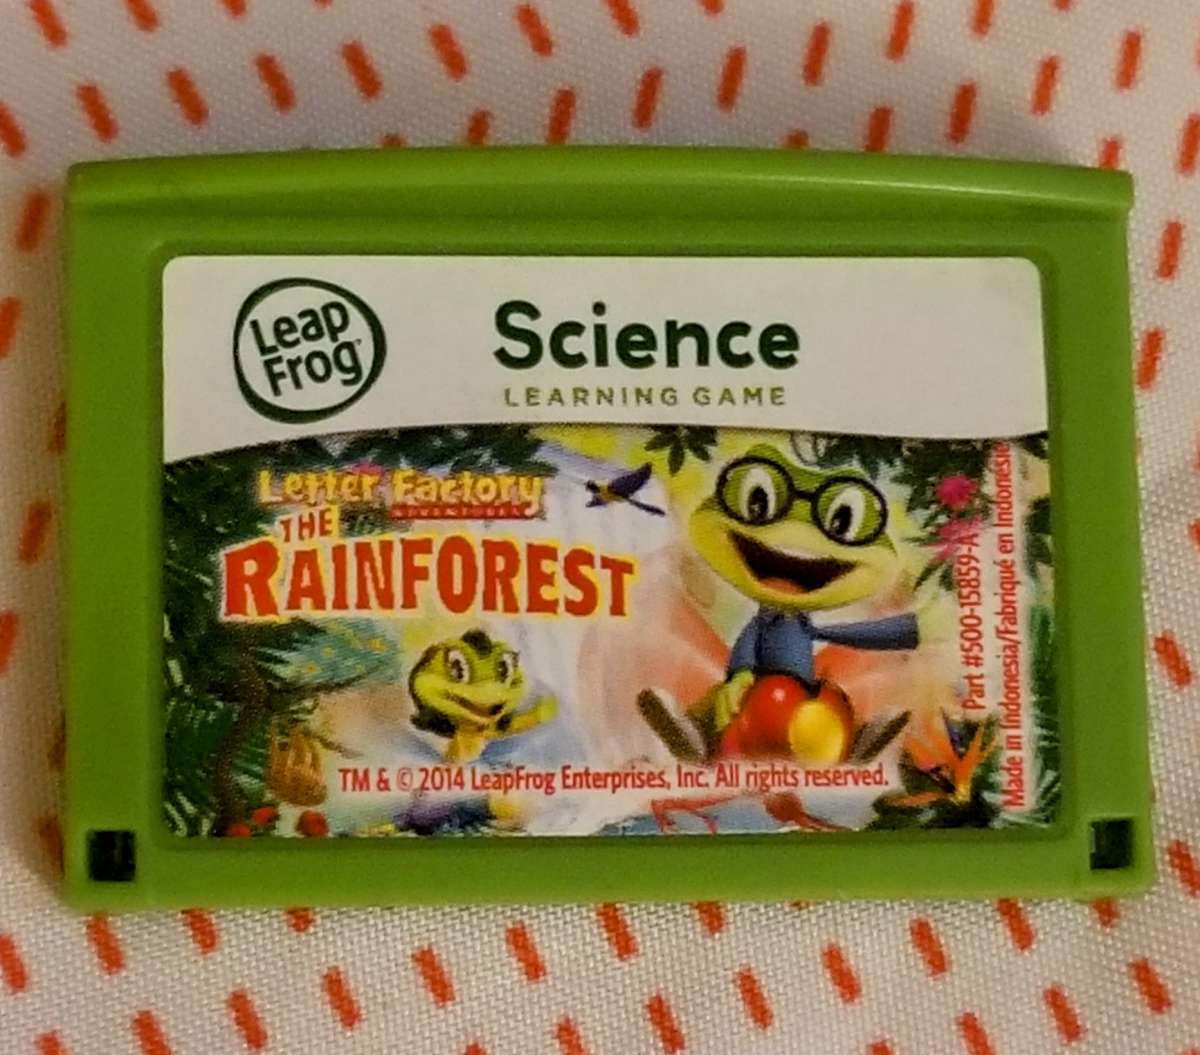 Leap
Frog
Science
LEARNING GAME
Letter Factory
ADVENTURES
THE
RAINFOREST
TM & © 2014 LeapFrog Enterprises, Inc. All rights reserved.
Part #500-15859-A
Made in Indonesia/Fabriqué en Indonésie